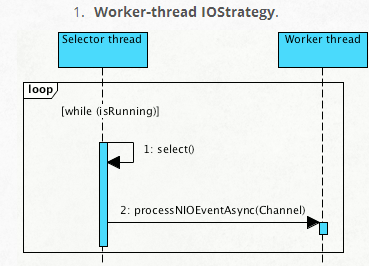 1. Worker-thread IOStrategy.
Selector thread
Worker thread
loop
[while (isRunning)]
1: select()
2: processNIOEventAsync(Channel)